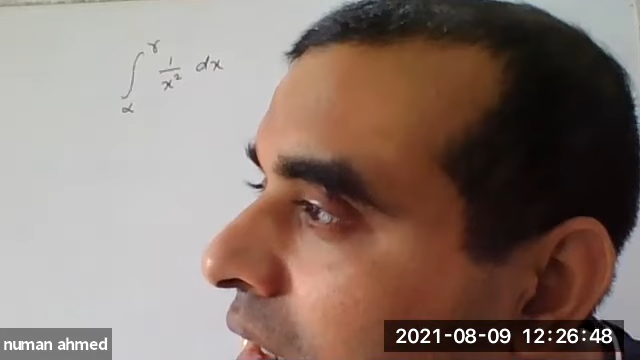 ∫_α^γ 1/x² dx
numan ahmed
2021-08-09 12:26:48